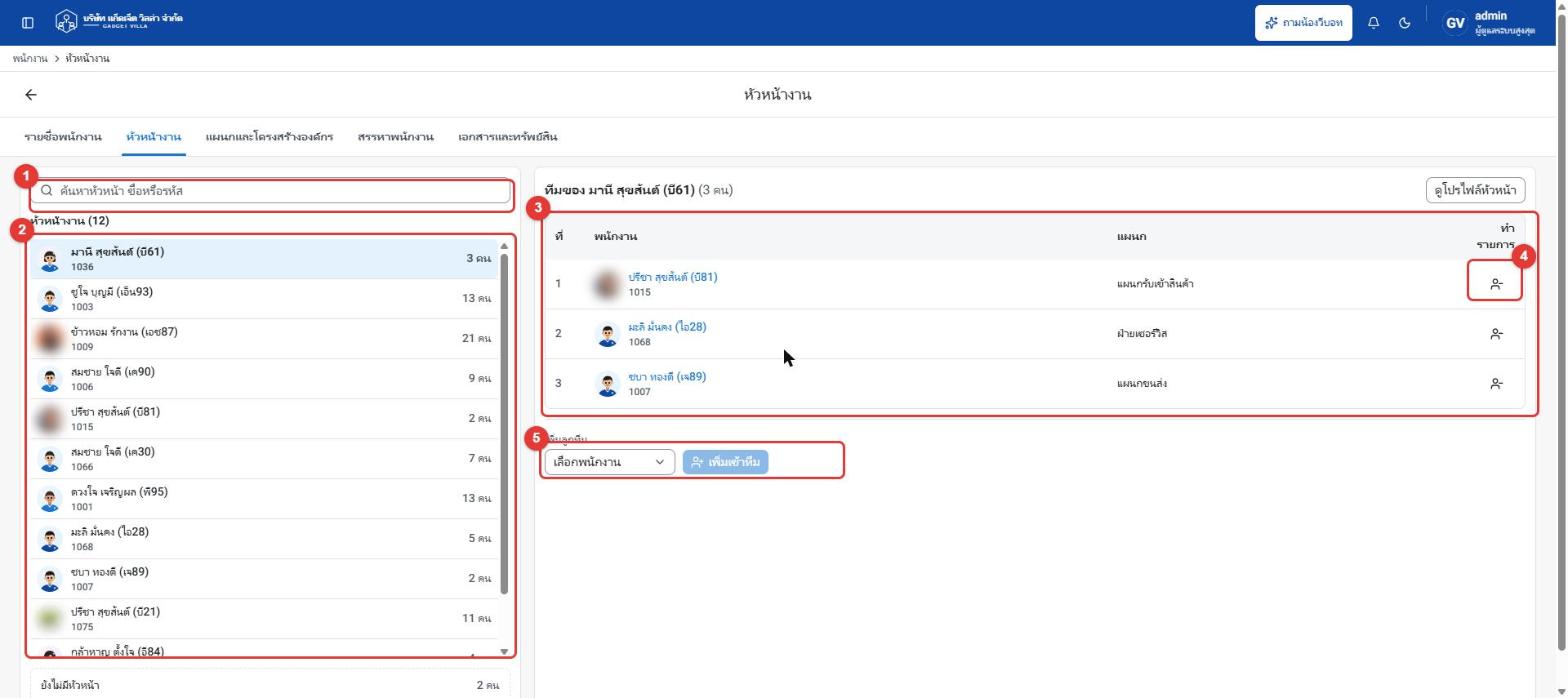 บริษัท แก็ดเจ็ต วิลล่า จำกัด
GADGET VILLA
ถามน้องวีบอท
GV
admin
ผู้ดูแลระบบสูงสุด
พนักงาน > หัวหน้างาน
หัวหน้างาน
รายชื่อพนักงาน หัวหน้างาน แผนกและโครงสร้างองค์กร สรรหาพนักงาน เอกสารและทรัพย์สิน
1
ค้นหาหัวหน้า ชื่อหรือรหัส
2
หัวหน้างาน (12)
มานี สุขสันต์ (บี61)
1036
3 คน
ชูใจ บุญมี (เอ็น93)
1003
13 คน
ข้าวหอม รักงาน (เอช87)
1009
21 คน
สมชาย ใจดี (เค90)
1006
9 คน
ปรีชา สุขสันต์ (บี81)
1015
2 คน
สมชาย ใจดี (เค30)
1066
7 คน
ดวงใจ เจริญผล (พี95)
1001
13 คน
มะลิ มั่นคง (ไอ28)
1068
5 คน
ชบา ทองดี (เจ89)
1007
2 คน
ปรีชา สุขสันต์ (บี21)
1075
11 คน
กล้าหาญ ตั้งใจ (อี84)
ยังไม่มีหัวหน้า
2 คน
ทีมของ มานี สุขสันต์ (บี61) (3 คน)
ดูโปรไฟล์หัวหน้า
3
ที่ พนักงาน แผนก ทำรายการ
4
1
ปรีชา สุขสันต์ (บี81)
1015
แผนกรับเข้าสินค้า
2
มะลิ มั่นคง (ไอ28)
1068
ฝ่ายเซอร์วิส
3
ชบา ทองดี (เจ89)
1007
แผนกขนส่ง
5
เพิ่มลูกทีม
เลือกพนักงาน
เพิ่มเข้าทีม